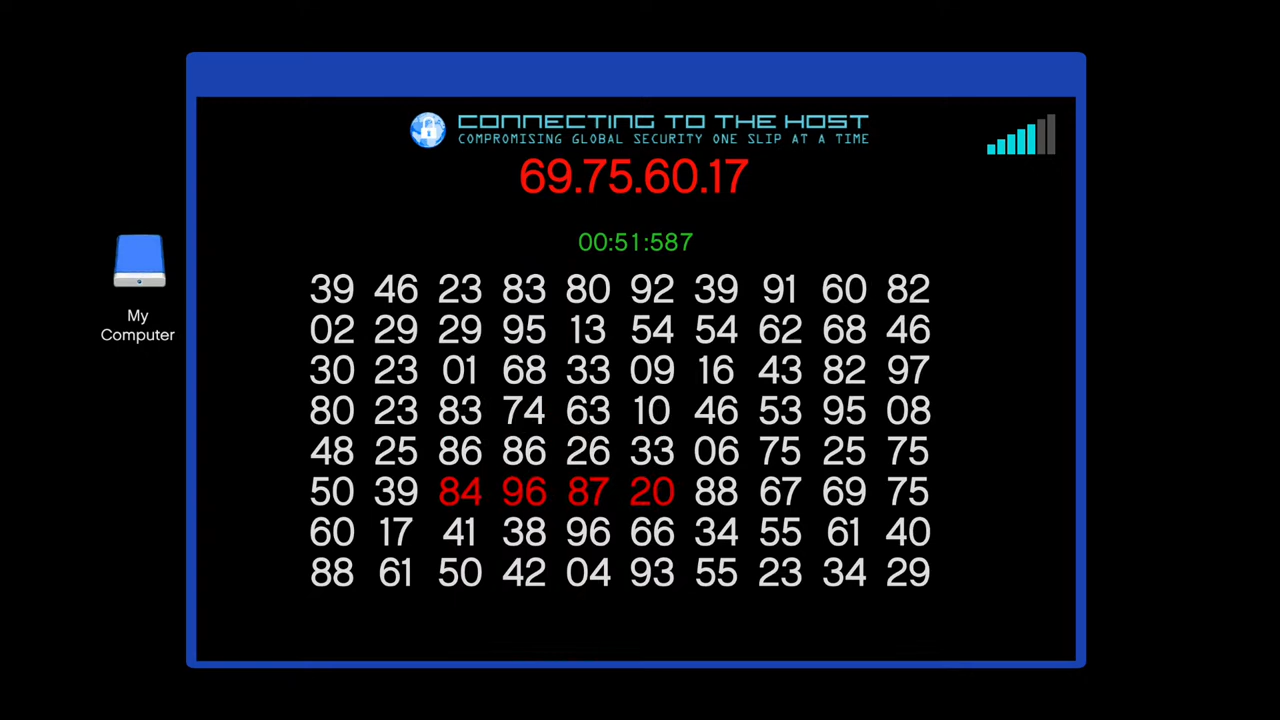 CONNECTING TO THE HOST
COMPROMISING GLOBAL SECURITY ONE SLIP AT A TIME
69.75.60.17
00:51:587
39 46 23 83 80 92 39 91 60 82
02 29 29 95 13 54 54 62 68 46
30 23 01 68 33 09 16 43 82 97
80 23 83 74 63 10 46 53 95 08
48 25 86 86 26 33 06 75 25 75
50 39 84 96 87 20 88 67 69 75
60 17 41 38 96 66 34 55 61 40
88 61 50 42 04 93 55 23 34 29
My
Computer